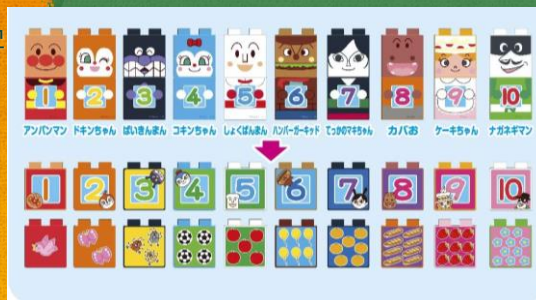 1 2 3 4 5 6 7 8 9 10
アンパンマン ドキンちゃん ばいきんまん コキンちゃん しょくぱんまん ハンバーガーキッド てっかのマキちゃん カバお ケーキちゃん ナガネギマン
1 2 3 4 5 6 7 8 9 10